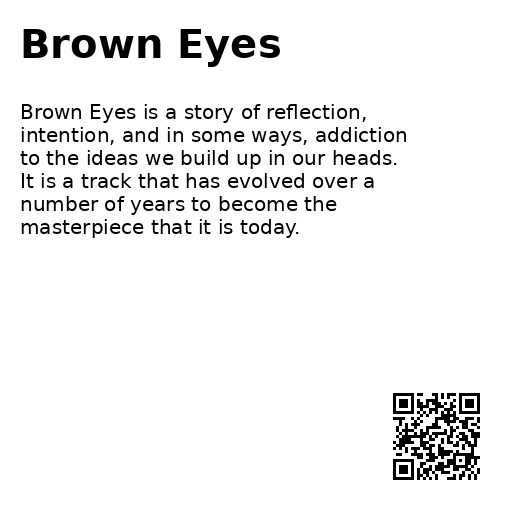 Brown Eyes
Brown Eyes is a story of reflection,
intention, and in some ways, addiction
to the ideas we build up in our heads.
It is a track that has evolved over a
number of years to become the
masterpiece that it is today.